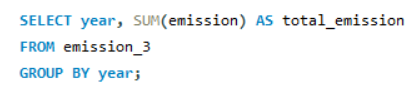 SELECT year, SUM(emission) AS total_emission
FROM emission_3
GROUP BY year;